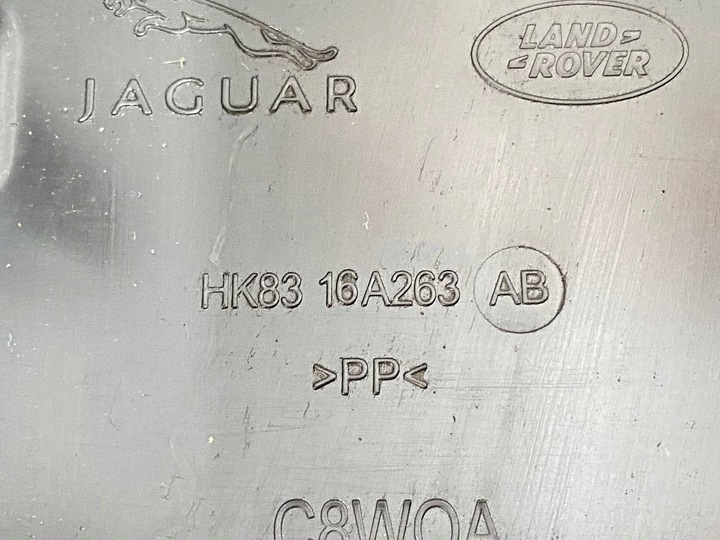 JAGUAR
LAND
ROVER
HK83 16A263 AB
>PP<
C8WOA